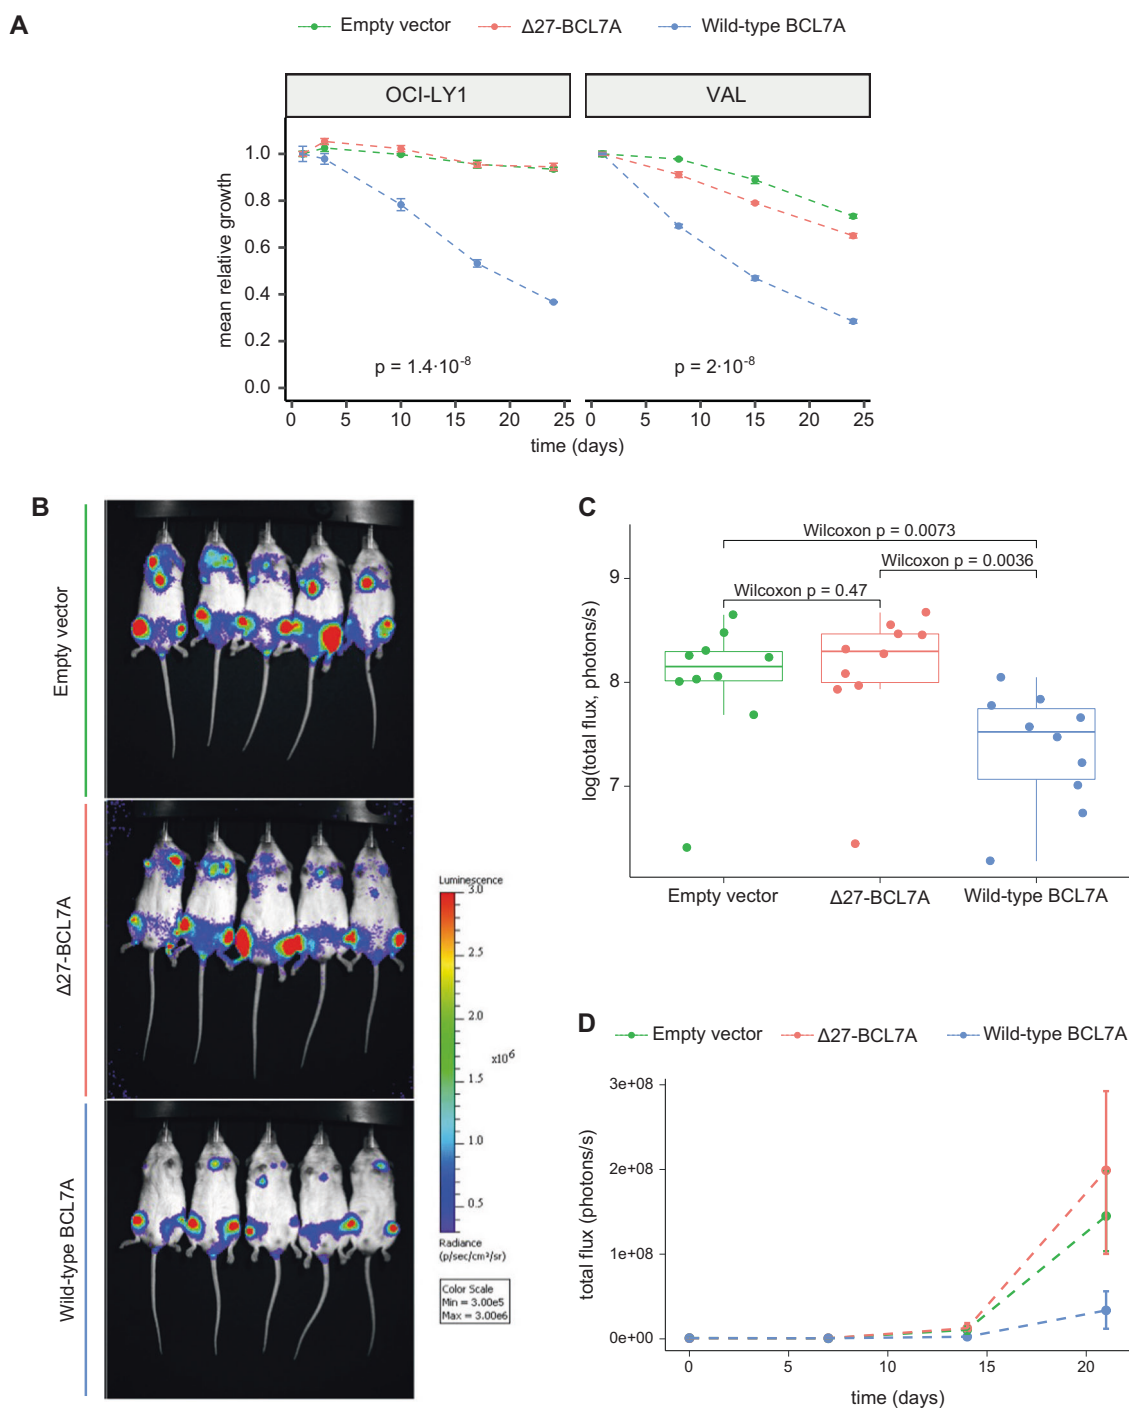 A
Empty vector
Δ27-BCL7A
Wild-type BCL7A
OCI-LY1
VAL
mean relative growth
1.0
0.8
0.6
0.4
0.2
0.0
p = 1.4·10-8
p = 2·10-8
0 5 10 15 20 25
0 5 10 15 20 25
time (days)
B
Empty vector
Δ27-BCL7A
Wild-type BCL7A
Luminescence
3.0
2.5
2.0
x10^6
1.5
1.0
0.5
Radiance
(p/sec/cm²/sr)
Color Scale
Min = 3.00e5
Max = 3.00e6
C
Wilcoxon p = 0.0073
Wilcoxon p = 0.0036
Wilcoxon p = 0.47
log(total flux, photons/s)
9
8
7
Empty vector
Δ27-BCL7A
Wild-type BCL7A
D
Empty vector
Δ27-BCL7A
Wild-type BCL7A
total flux (photons/s)
3e+08
2e+08
1e+08
0e+00
0 5 10 15 20
time (days)